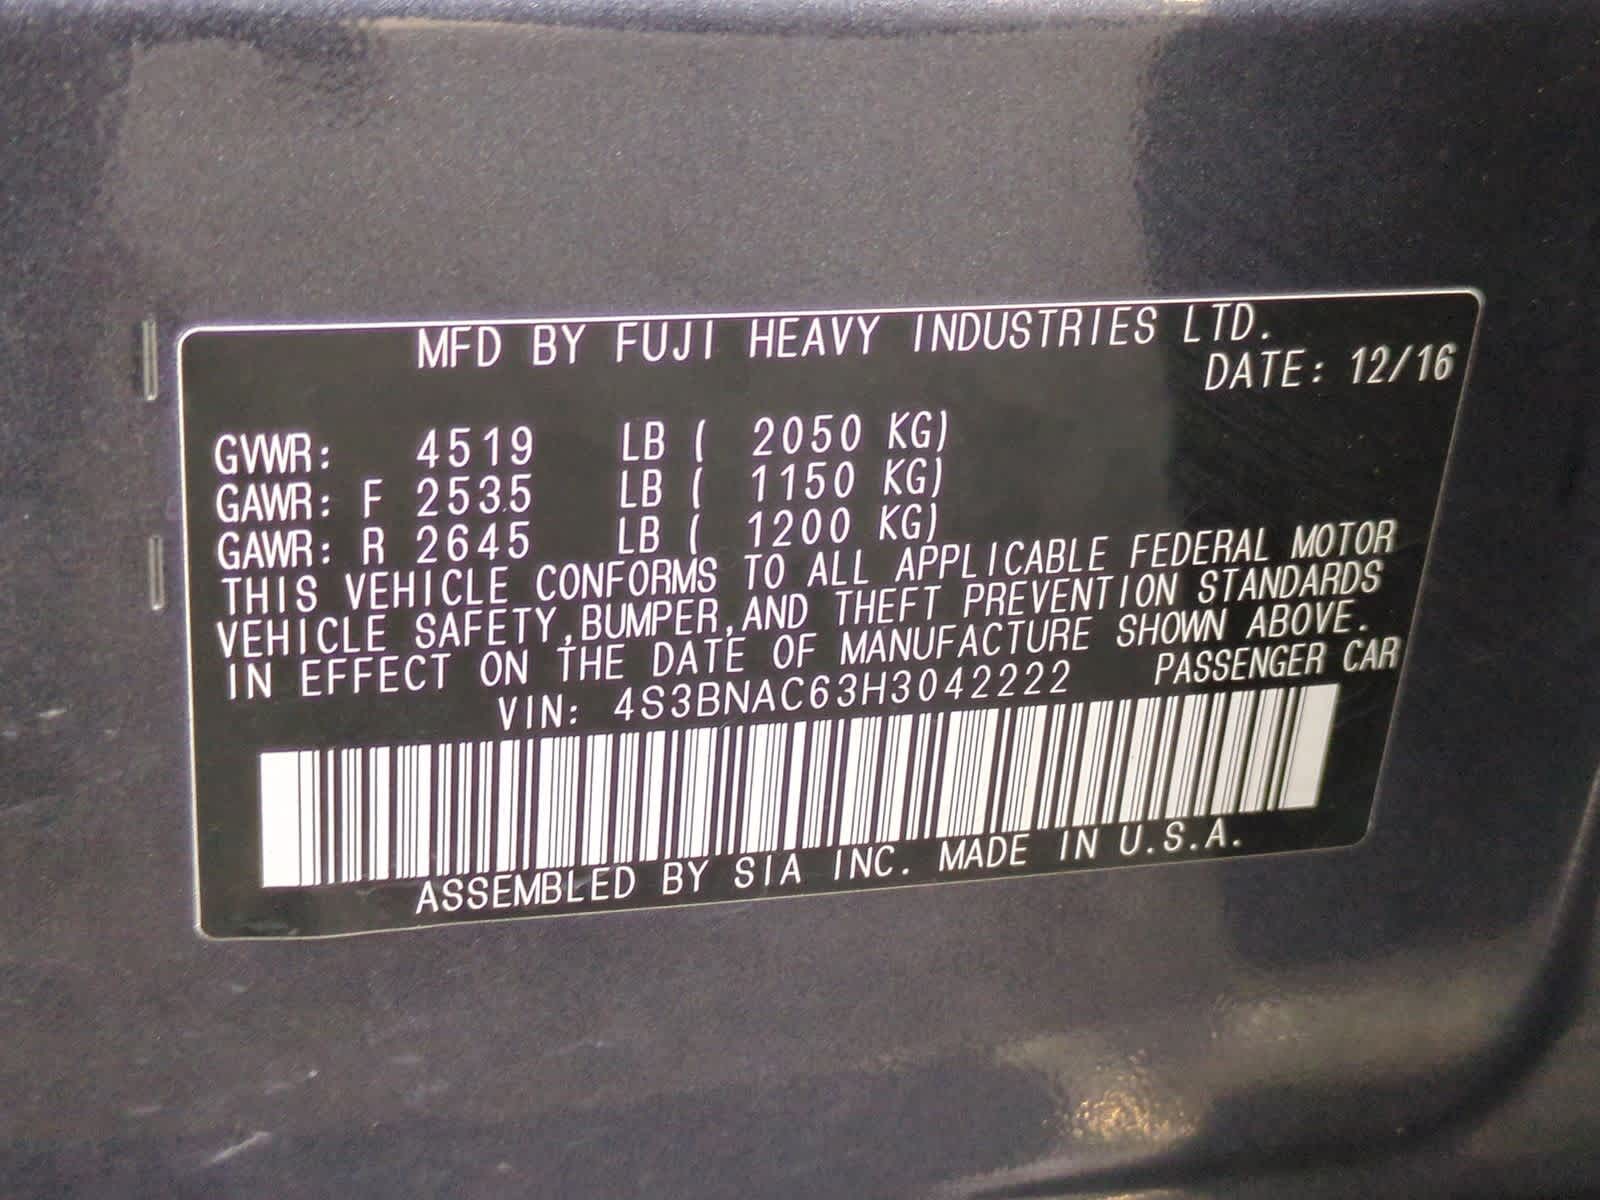 MFD BY FUJI HEAVY INDUSTRIES LTD.
DATE: 12/16
GVWR: 4519 LB ( 2050 KG)
GAWR: F 2535 LB ( 1150 KG)
GAWR: R 2645 LB ( 1200 KG)
THIS VEHICLE CONFORMS TO ALL APPLICABLE FEDERAL MOTOR
VEHICLE SAFETY,BUMPER,AND THEFT PREVENTION STANDARDS
IN EFFECT ON THE DATE OF MANUFACTURE SHOWN ABOVE.
VIN: 4S3BNAC63H3042222 PASSENGER CAR
ASSEMBLED BY SIA INC. MADE IN U.S.A.